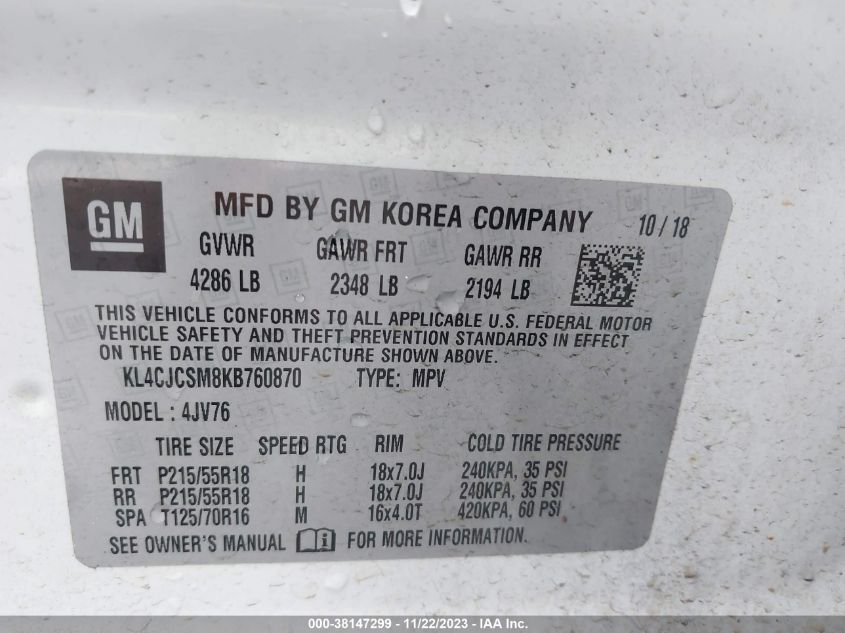 GM
MFD BY GM KOREA COMPANY 10 / 18
GVWR GAWR FRT GAWR RR
4286 LB 2348 LB 2194 LB
THIS VEHICLE CONFORMS TO ALL APPLICABLE U.S. FEDERAL MOTOR
VEHICLE SAFETY AND THEFT PREVENTION STANDARDS IN EFFECT
ON THE DATE OF MANUFACTURE SHOWN ABOVE.
KL4CJCSM8KB760870 TYPE: MPV
MODEL : 4JV76
TIRE SIZE SPEED RTG RIM COLD TIRE PRESSURE
FRT P215/55R18 H 18x7.0J 240KPA, 35 PSI
RR P215/55R18 H 18x7.0J 240KPA, 35 PSI
SPA T125/70R16 M 16x4.0T 420KPA, 60 PSI
SEE OWNER'S MANUAL i FOR MORE INFORMATION.
000-38147299 - 11/22/2023 - IAA Inc.